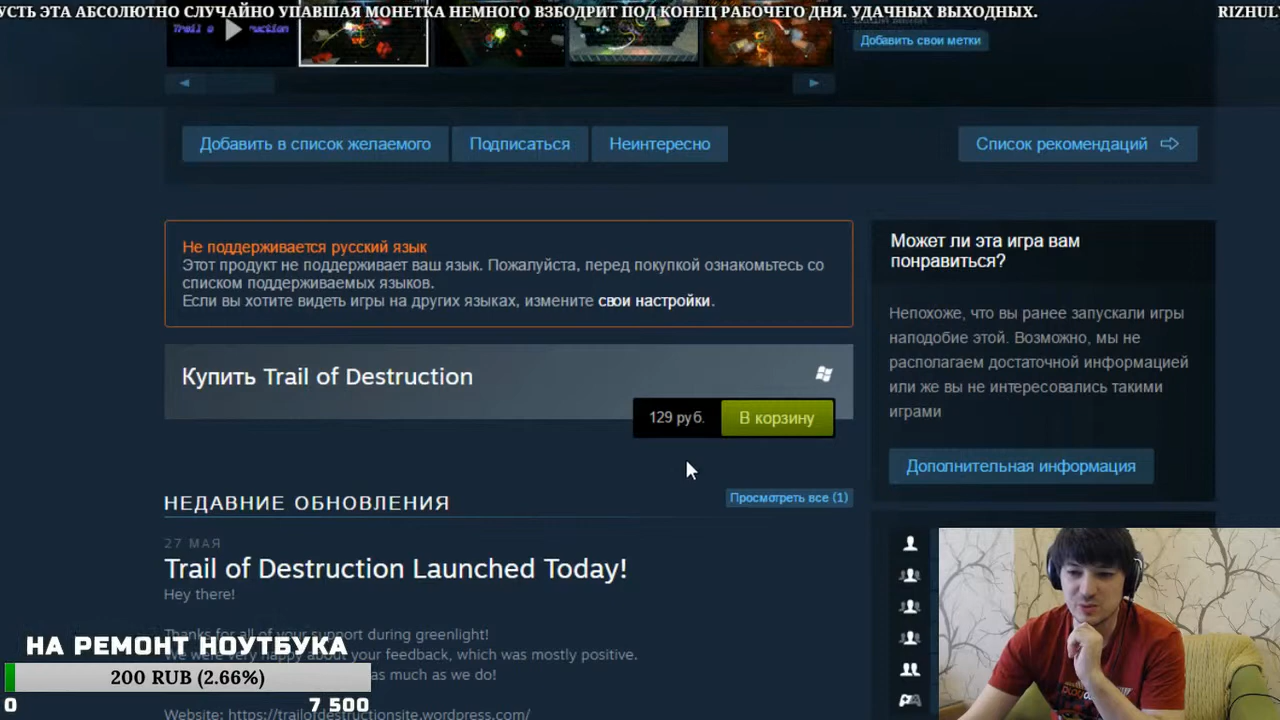 УСТЬ ЭТА АБСОЛЮТНО СЛУЧАЙНО УПАВШАЯ МОНЕТКА НЕМНОГО ВЗБОДРИТ ПОД КОНЕЦ РАБОЧЕГО ДНЯ. УДАЧНЫХ ВЫХОДНЫХ.
RIZHUL
Добавить свои метки
Добавить в список желаемого
Подписаться
Неинтересно
Список рекомендаций
Не поддерживается русский язык
Этот продукт не поддерживает ваш язык. Пожалуйста, перед покупкой ознакомьтесь со
списком поддерживаемых языков.
Если вы хотите видеть игры на других языках, измените свои настройки.
Может ли эта игра вам
понравиться?
Непохоже, что вы ранее запускали игры
наподобие этой. Возможно, мы не
располагаем достаточной информацией
или же вы не интересовались такими
играми
Дополнительная информация
Купить Trail of Destruction
129 руб.
В корзину
НЕДАВНИЕ ОБНОВЛЕНИЯ
Просмотреть все (1)
27 МАЯ
Trail of Destruction Launched Today!
Hey there!
Thanks for all of your support during greenlight!
We were very happy about your feedback, which was mostly positive.
as much as we do!
Website: https://trailofdestructionsite.wordpress.com/
НА РЕМОНТ НОУТБУКА
200 RUB (2.66%)
0
7 500